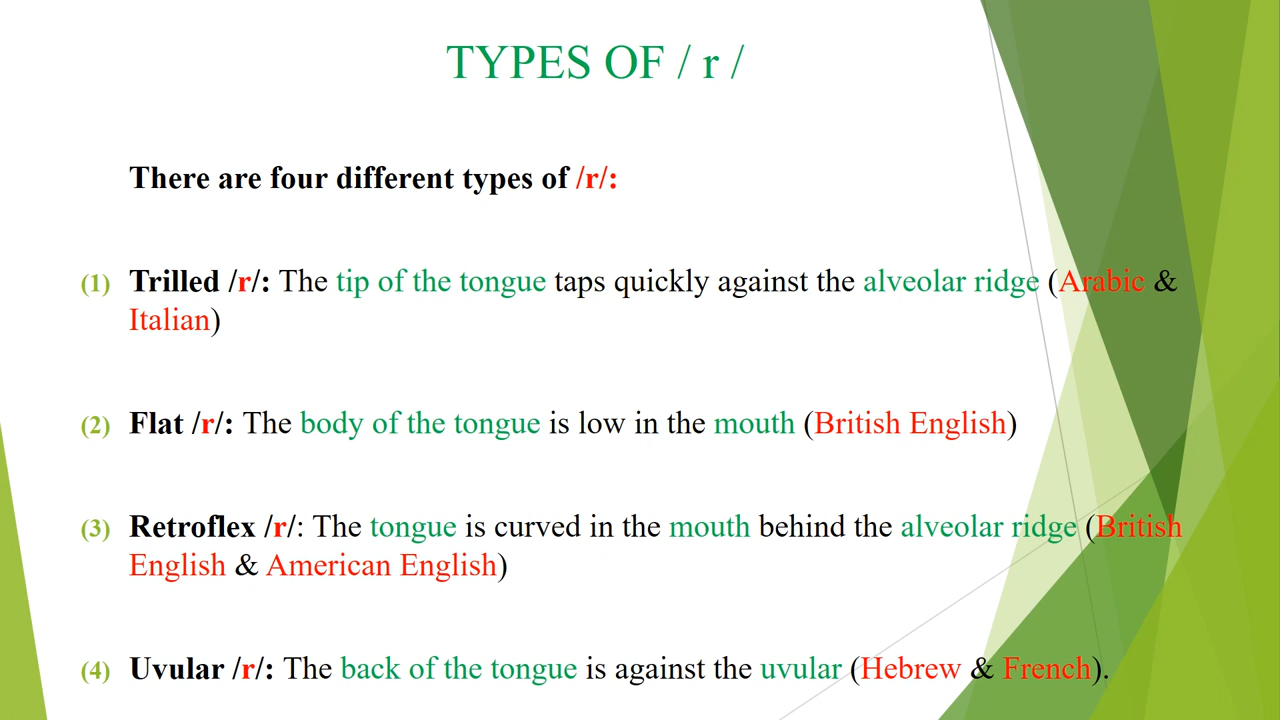 TYPES OF / r /
There are four different types of /r/:
(1) Trilled /r/: The tip of the tongue taps quickly against the alveolar ridge (Arabic &
Italian)
(2) Flat /r/: The body of the tongue is low in the mouth (British English)
(3) Retroflex /r/: The tongue is curved in the mouth behind the alveolar ridge (British
English & American English)
(4) Uvular /r/: The back of the tongue is against the uvular (Hebrew & French).